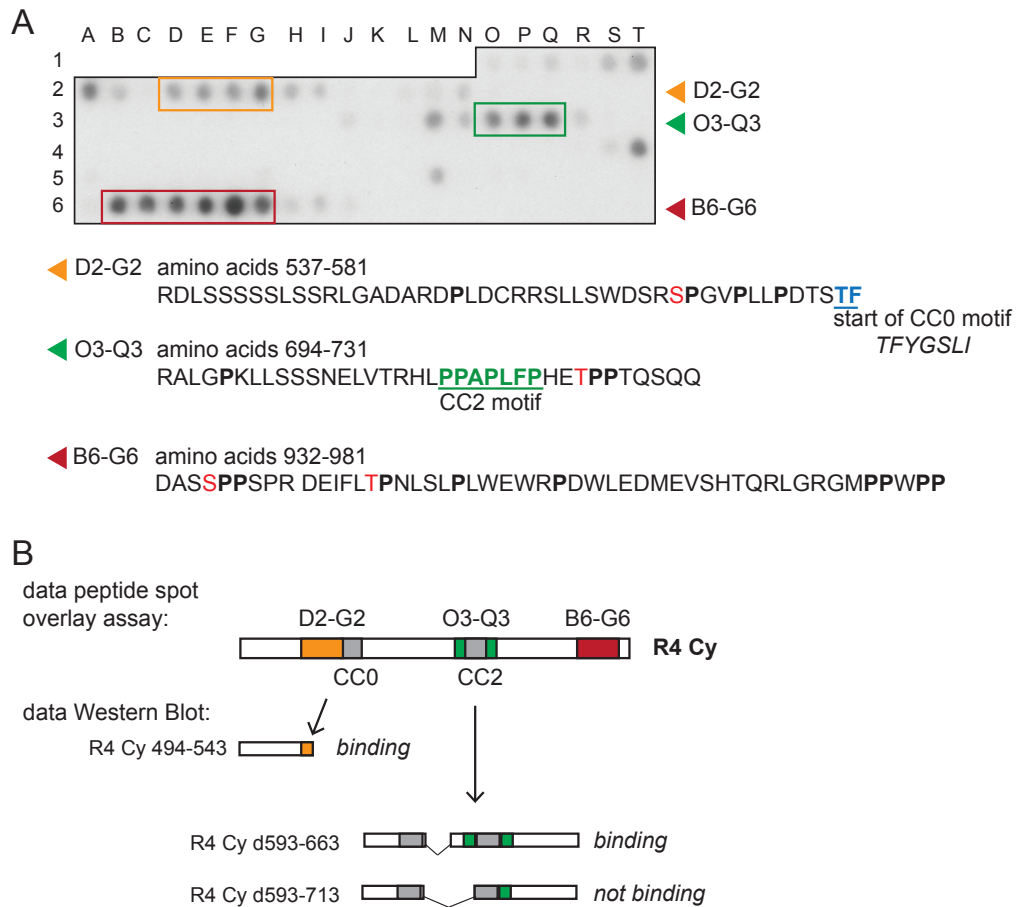 A
A B C D E F G H I J K L M N O P Q R S T
1
2
3
4
5
6
D2-G2
O3-Q3
B6-G6
D2-G2 amino acids 537-581
RDLSSSSSLSSRLGADARDPLDCRRSLLSWDSRSPGVPLLPDTSTF
start of CC0 motif
TFYGSLI
O3-Q3 amino acids 694-731
RALGPKLLSSSNELVTRHLPPAPLFPHETPPTQSQQ
CC2 motif
B6-G6 amino acids 932-981
DASSPPSPR DEIFLTPNLSLPLWEWRPDWLEDMEVSHTQRLGRGMPPWPP
B
data peptide spot
overlay assay:
D2-G2 O3-Q3 B6-G6
R4 Cy
CC0 CC2
data Western Blot:
R4 Cy 494-543 binding
R4 Cy d593-663 binding
R4 Cy d593-713 not binding